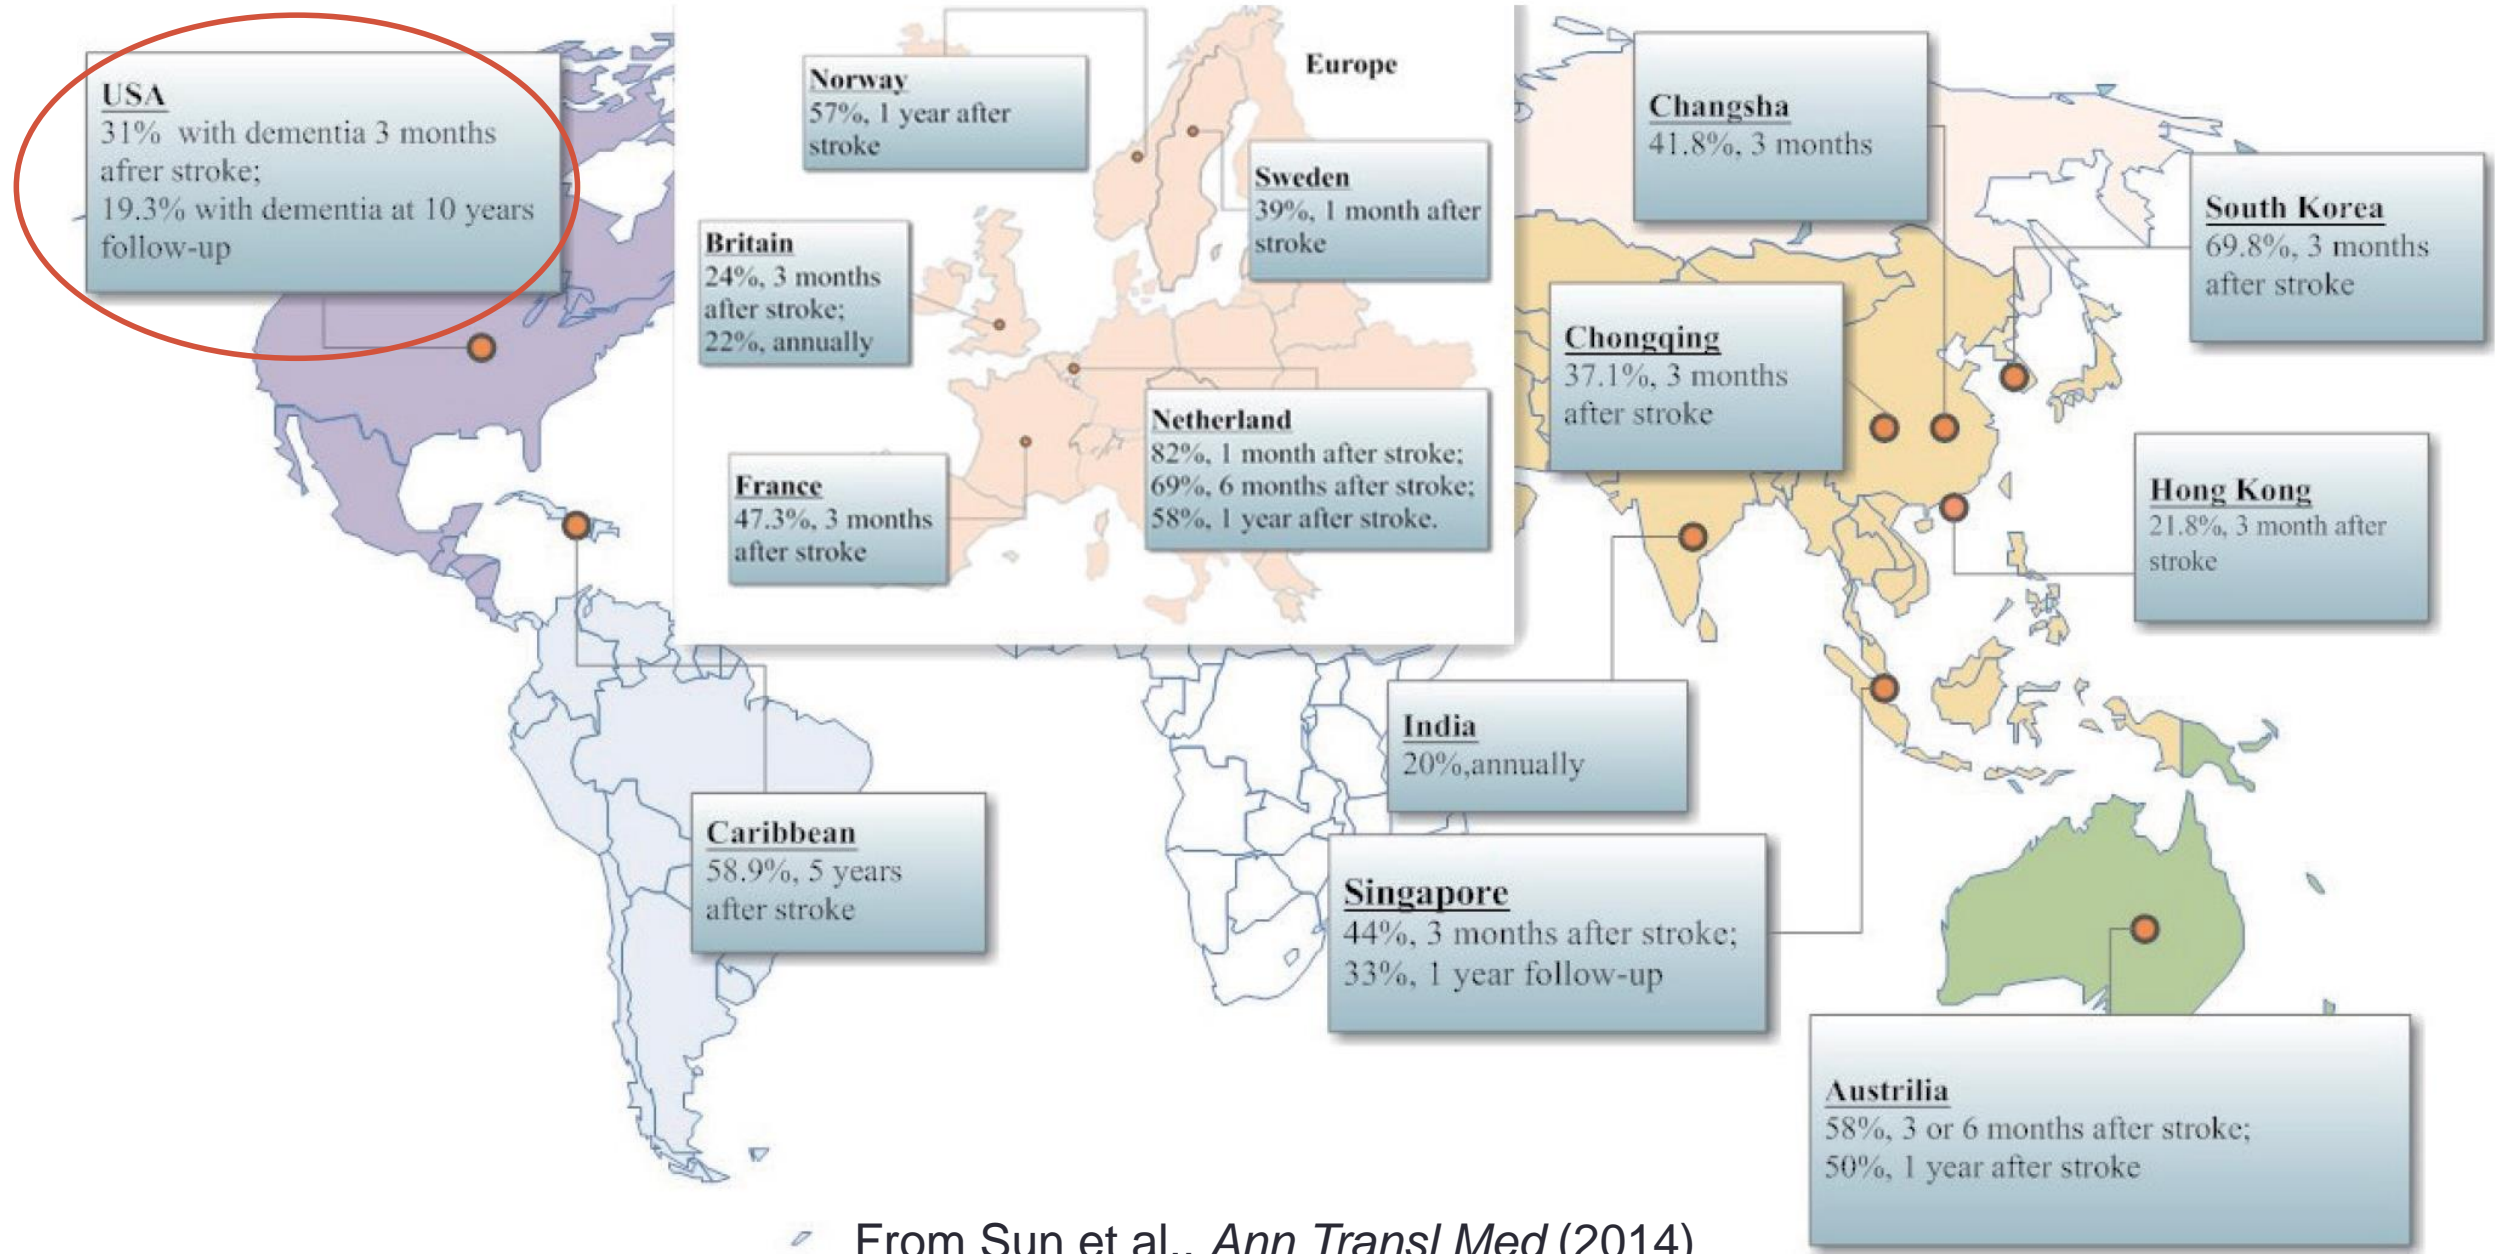 USA
31% with dementia 3 months
afrer stroke;
19.3% with dementia at 10 years
follow-up
Norway
57%, 1 year after
stroke
Europe
Sweden
39%, 1 month after
stroke
Britain
24%, 3 months
after stroke;
22%, annually
France
47.3%, 3 months
after stroke
Netherland
82%, 1 month after stroke;
69%, 6 months after stroke;
58%, 1 year after stroke.
Changsha
41.8%, 3 months
South Korea
69.8%, 3 months
after stroke
Chongqing
37.1%, 3 months
after stroke
Hong Kong
21.8%, 3 month after
stroke
India
20%,annually
Caribbean
58.9%, 5 years
after stroke
Singapore
44%, 3 months after stroke;
33%, 1 year follow-up
Austrilia
58%, 3 or 6 months after stroke;
50%, 1 year after stroke
From Sun et al., Ann Transl Med (2014)